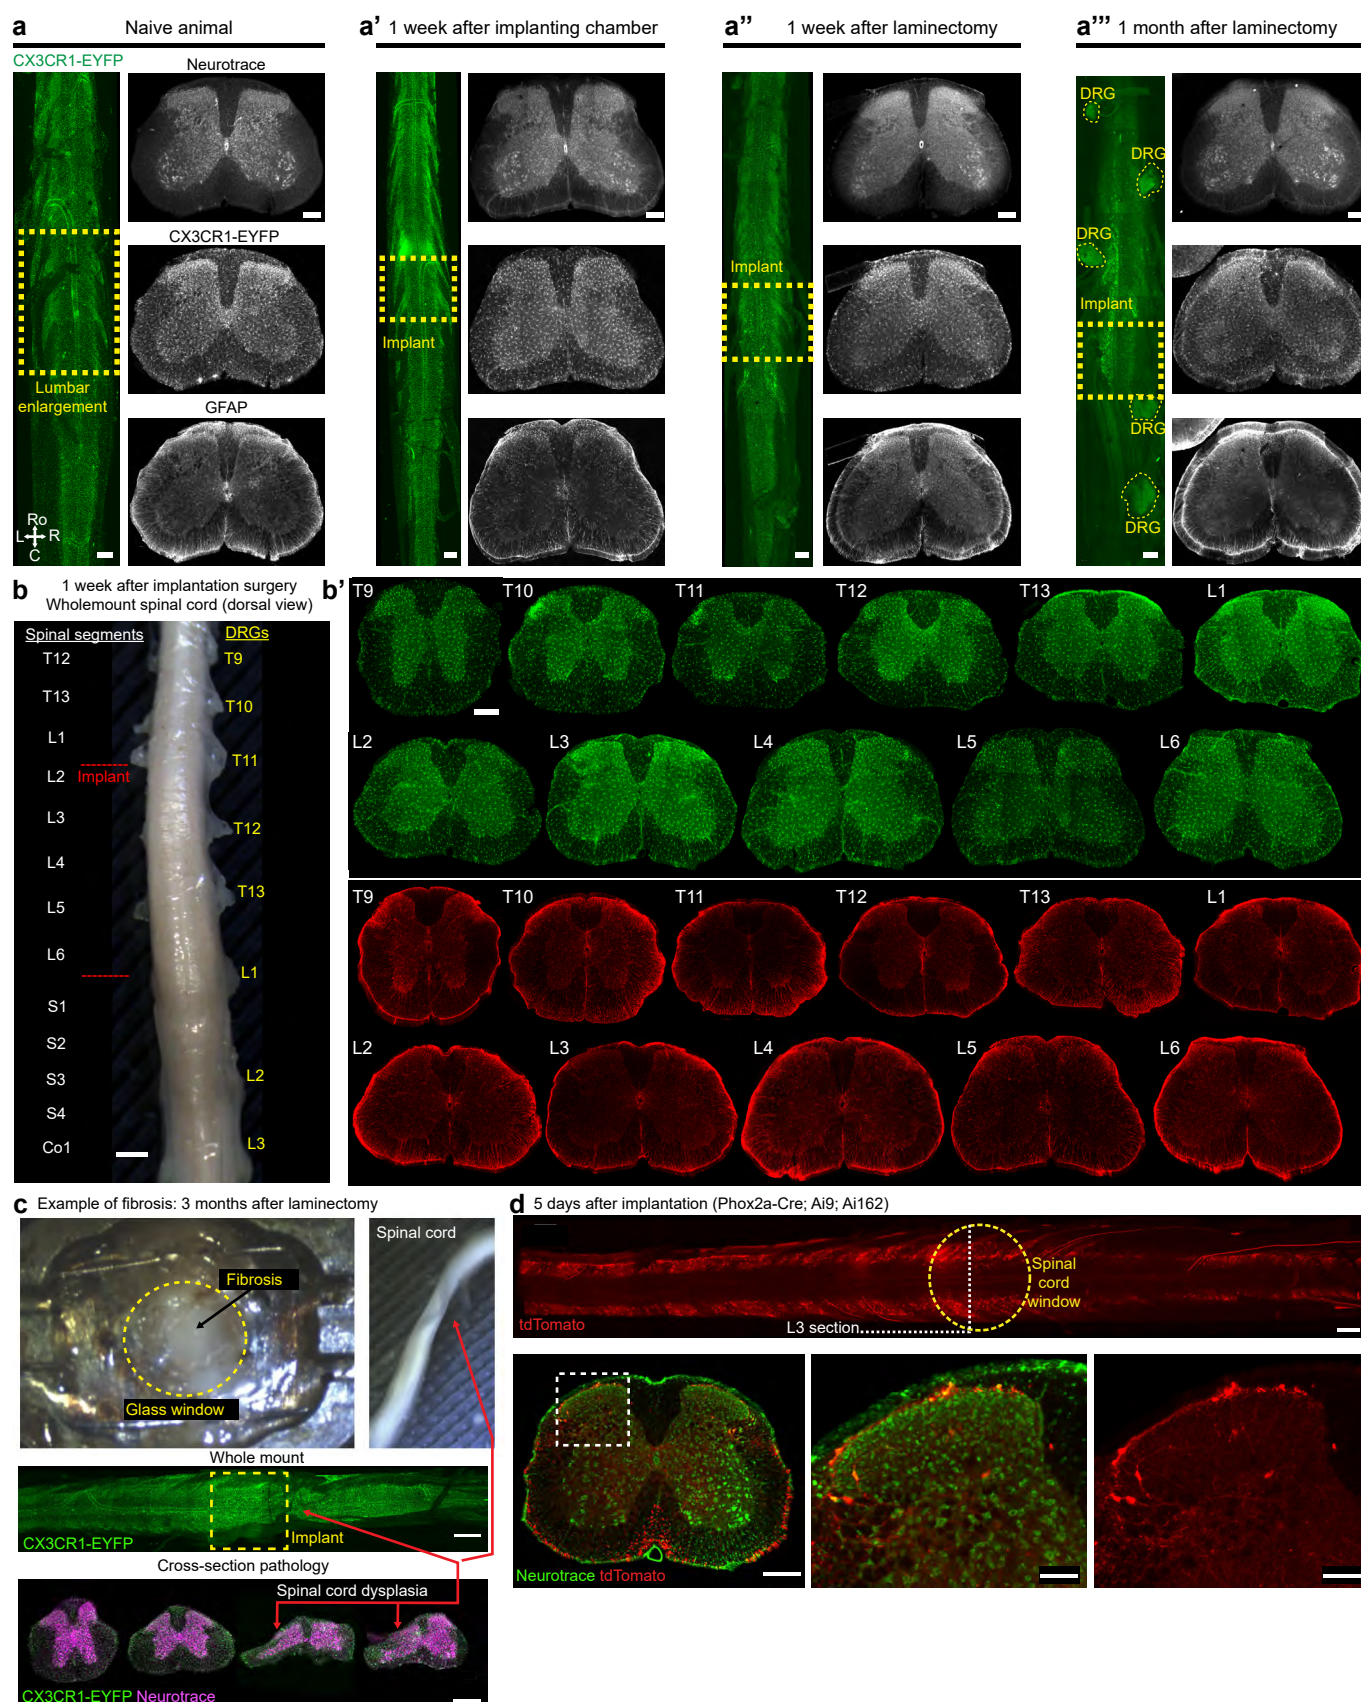 a Naive animal
CX3CR1-EYFP
Neurotrace
CX3CR1-EYFP
Lumbar
enlargement
GFAP
Ro
L R
C
a' 1 week after implanting chamber
Implant
a'' 1 week after laminectomy
Implant
a''' 1 month after laminectomy
DRG
DRG
DRG
Implant
DRG
DRG
b 1 week after implantation surgery
Wholemount spinal cord (dorsal view)
Spinal segments DRGs
T12 T9
T13 T10
L1
T11
L2 Implant
L3 T12
L4
T13
L5
L6
L1
S1
S2
S3 L2
S4
Co1 L3
b'
T9 T10 T11 T12 T13 L1
L2 L3 L4 L5 L6
T9 T10 T11 T12 T13 L1
L2 L3 L4 L5 L6
c Example of fibrosis: 3 months after laminectomy
Fibrosis
Glass window
Spinal cord
Whole mount
Implant
CX3CR1-EYFP
Cross-section pathology
Spinal cord dysplasia
CX3CR1-EYFP Neurotrace
d 5 days after implantation (Phox2a-Cre; Ai9; Ai162)
Spinal
cord
window
tdTomato
L3 section
Neurotrace tdTomato